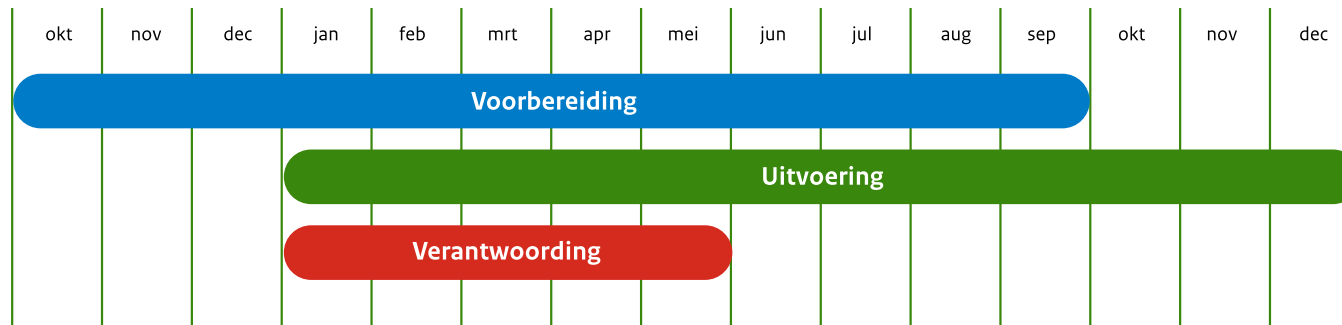 okt nov dec jan feb mrt apr mei jun jul aug sep okt nov dec
Voorbereiding
Uitvoering
Verantwoording